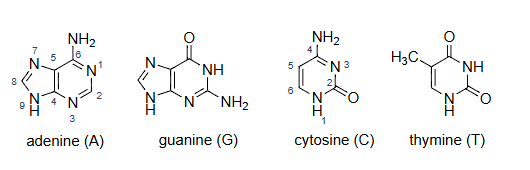 NH2
6
7
N
5
N
1
8
9
N
H
4
N
3
2
adenine (A)
O
N
NH
N
H
N
NH2
guanine (G)
NH2
4
5
N
3
6
2
O
N
H
1
cytosine (C)
O
H3C
NH
N
H
O
thymine (T)